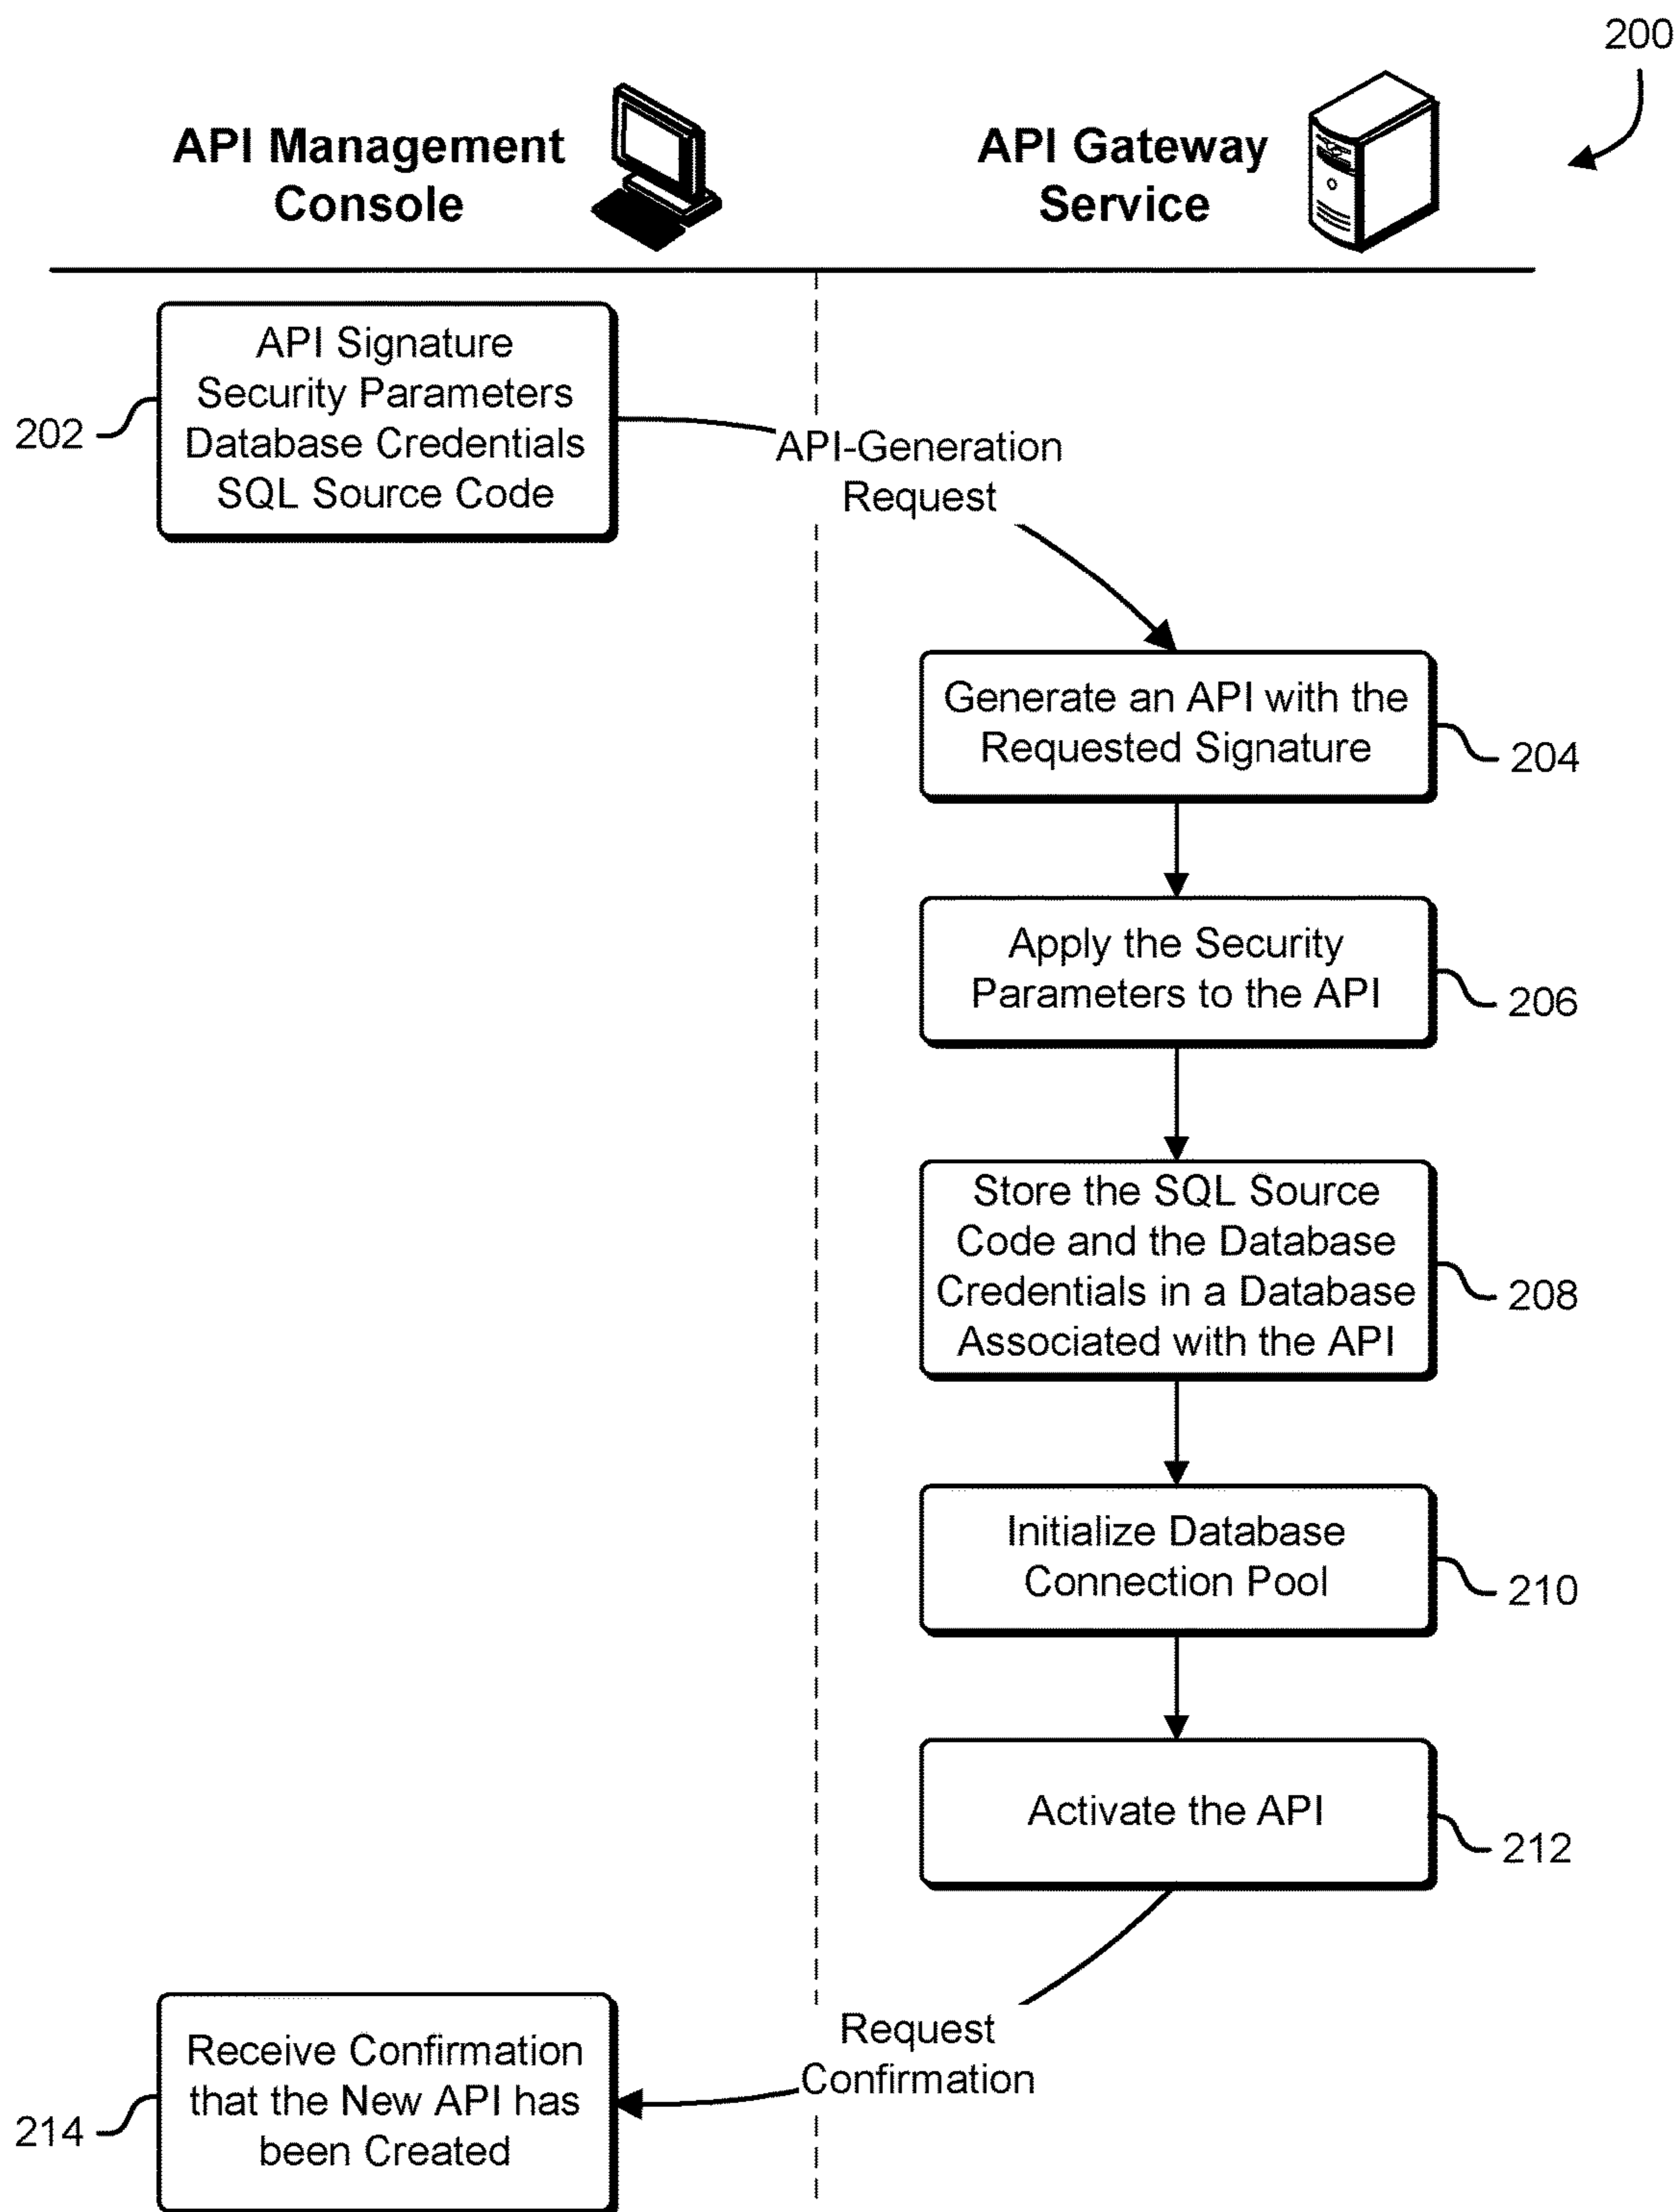 200
API Management
Console
API Gateway
Service
API Signature
Security Parameters
Database Credentials
SQL Source Code
202
API-Generation
Request
Generate an API with the
Requested Signature
204
Apply the Security
Parameters to the API
206
Store the SQL Source
Code and the Database
Credentials in a Database
Associated with the API
208
Initialize Database
Connection Pool
210
Activate the API
212
Request
Confirmation
Receive Confirmation
that the New API has
been Created
214